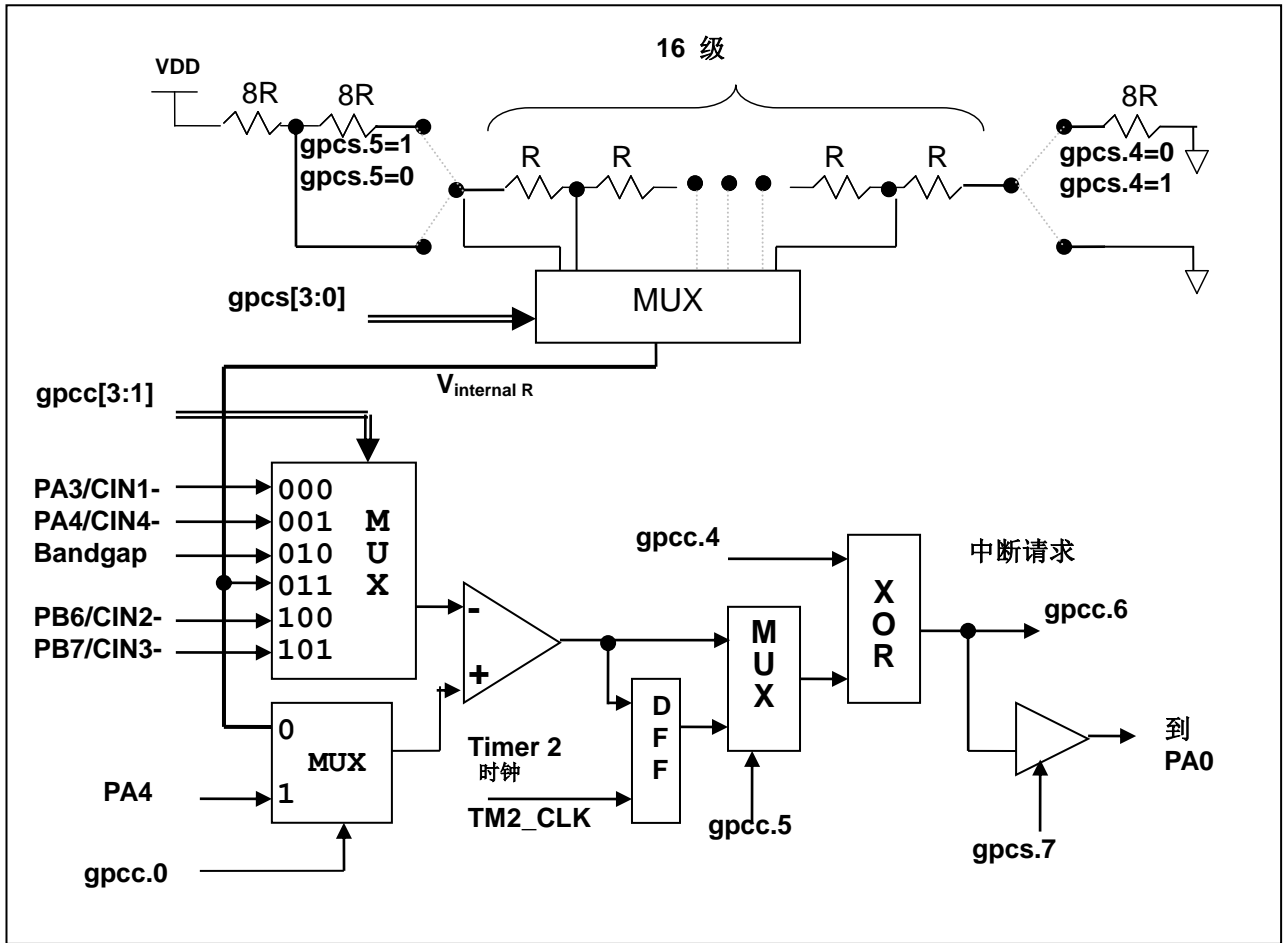 16 级
VDD
8R
8R
8R
gpcs.5=1
gpcs.5=0
R
R
R
R
gpcs.4=0
gpcs.4=1
gpcs[3:0]
MUX
Vinternal R
gpcc[3:1]
PA3/CIN1-
PA4/CIN4-
Bandgap
PB6/CIN2-
PB7/CIN3-
000
001
010
011
100
101
M
U
X
-
+
gpcc.4
X
O
R
中断请求
gpcc.6
M
U
X
D
F
F
0
1
MUX
PA4
gpcc.0
Timer 2
时钟
TM2_CLK
gpcc.5
到
PA0
gpcs.7